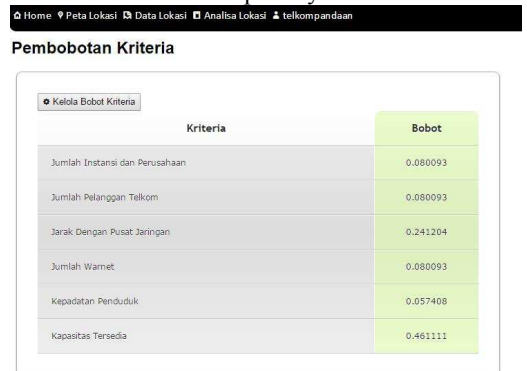 Home Peta Lokasi Data Lokasi Analisa Lokasi telkompandaan
Pembobotan Kriteria
Kelola Bobot Kriteria
Kriteria Bobot
Jumlah Instansi dan Perusahaan 0.080093
Jumlah Pelanggan Telkom 0.080093
Jarak Dengan Pusat Jaringan 0.241204
Jumlah Warnet 0.080093
Kepadatan Penduduk 0.057408
Kapasitas Tersedia 0.461111